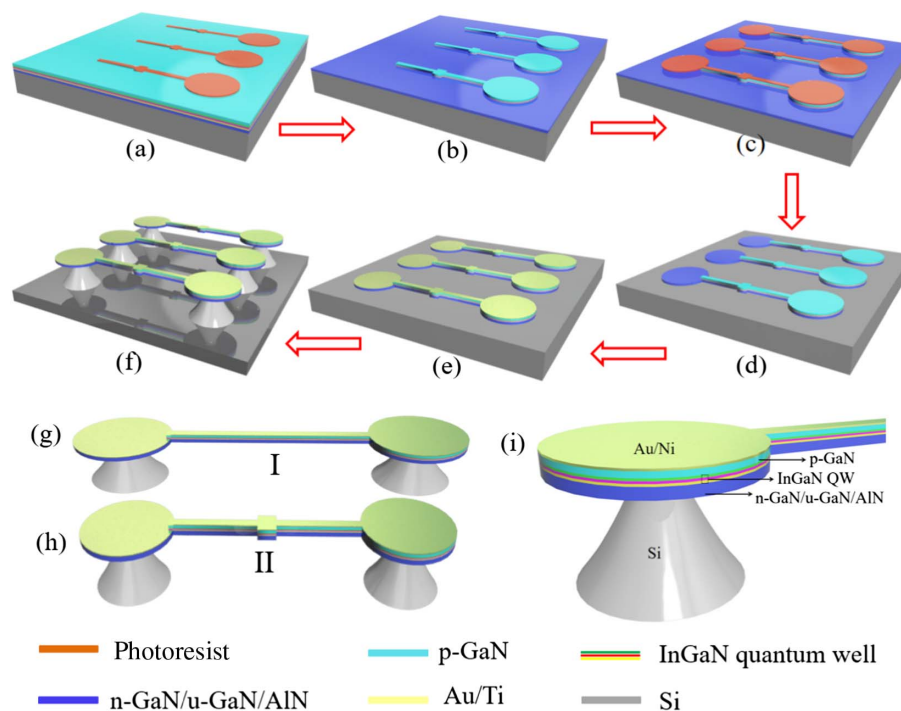 (a)
(b)
(c)
(f)
(e)
(d)
(g)
I
(h)
II
(i)
Au/Ni
p-GaN
InGaN QW
n-GaN/u-GaN/AlN
Si
Photoresist
p-GaN
InGaN quantum well
n-GaN/u-GaN/AlN
Au/Ti
Si